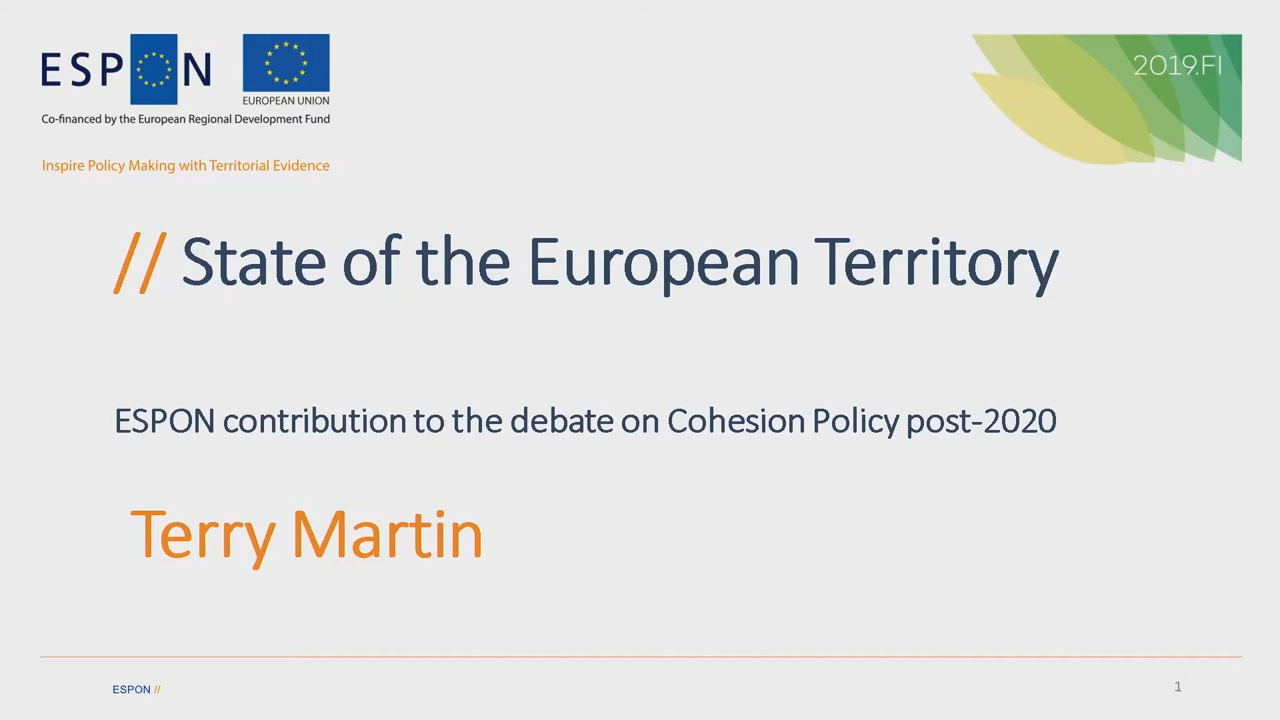 ESPON
EUROPEAN UNION
2019.FI
Co-financed by the European Regional Development Fund
Inspire Policy Making with Territorial Evidence
// State of the European Territory
ESPON contribution to the debate on Cohesion Policy post-2020
Terry Martin
ESPON //
1